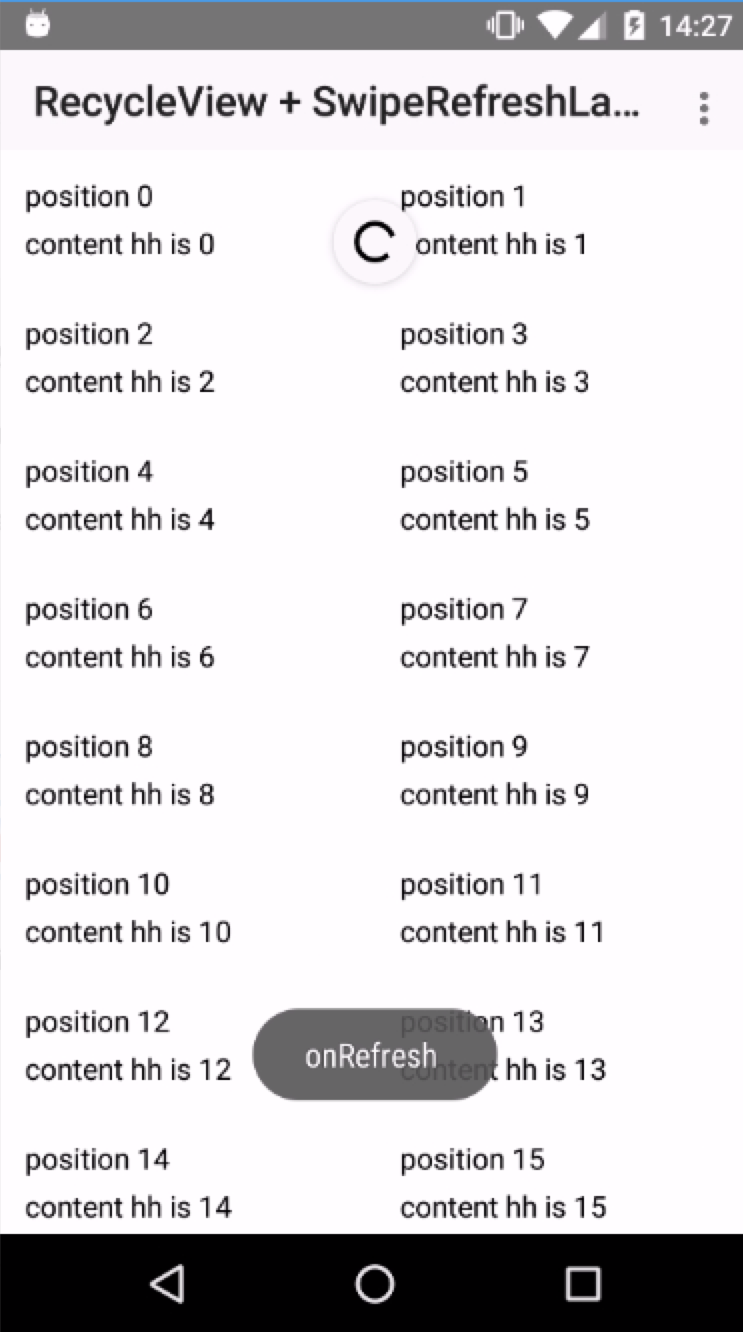 14:27
RecycleView + SwipeRefreshLa...
position 0
content hh is 0
position 1
ontent hh is 1
position 2
content hh is 2
position 3
content hh is 3
position 4
content hh is 4
position 5
content hh is 5
position 6
content hh is 6
position 7
content hh is 7
position 8
content hh is 8
position 9
content hh is 9
position 10
content hh is 10
position 11
content hh is 11
position 12
content hh is 12
position 13
content hh is 13
onRefresh
position 14
content hh is 14
position 15
content hh is 15